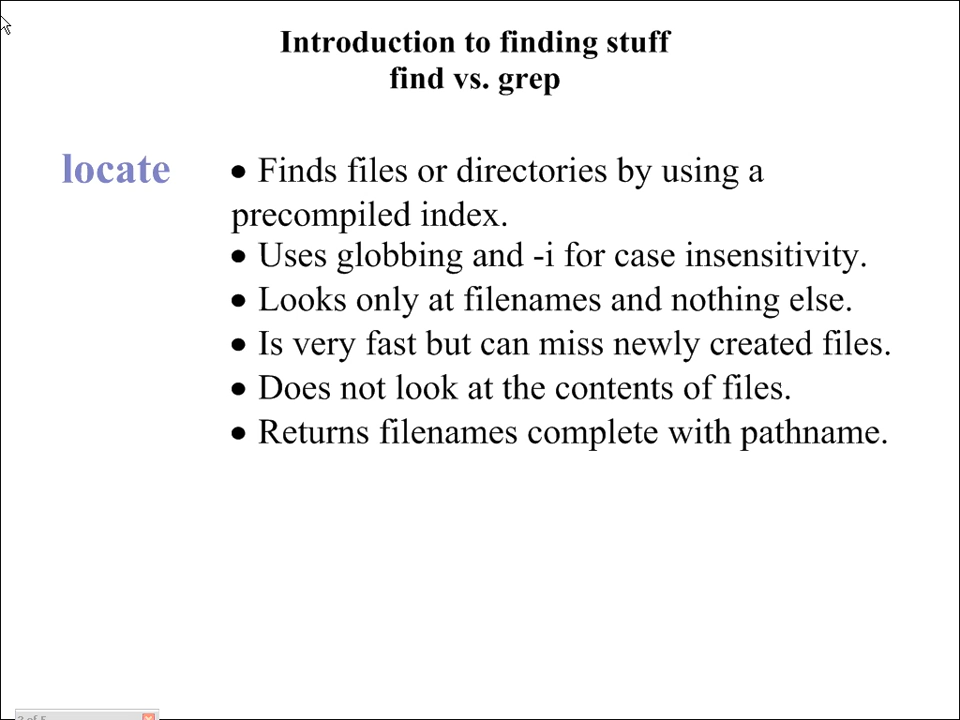 Introduction to finding stuff
find vs. grep
locate
• Finds files or directories by using a
precompiled index.
• Uses globbing and -i for case insensitivity.
• Looks only at filenames and nothing else.
• Is very fast but can miss newly created files.
• Does not look at the contents of files.
• Returns filenames complete with pathname.